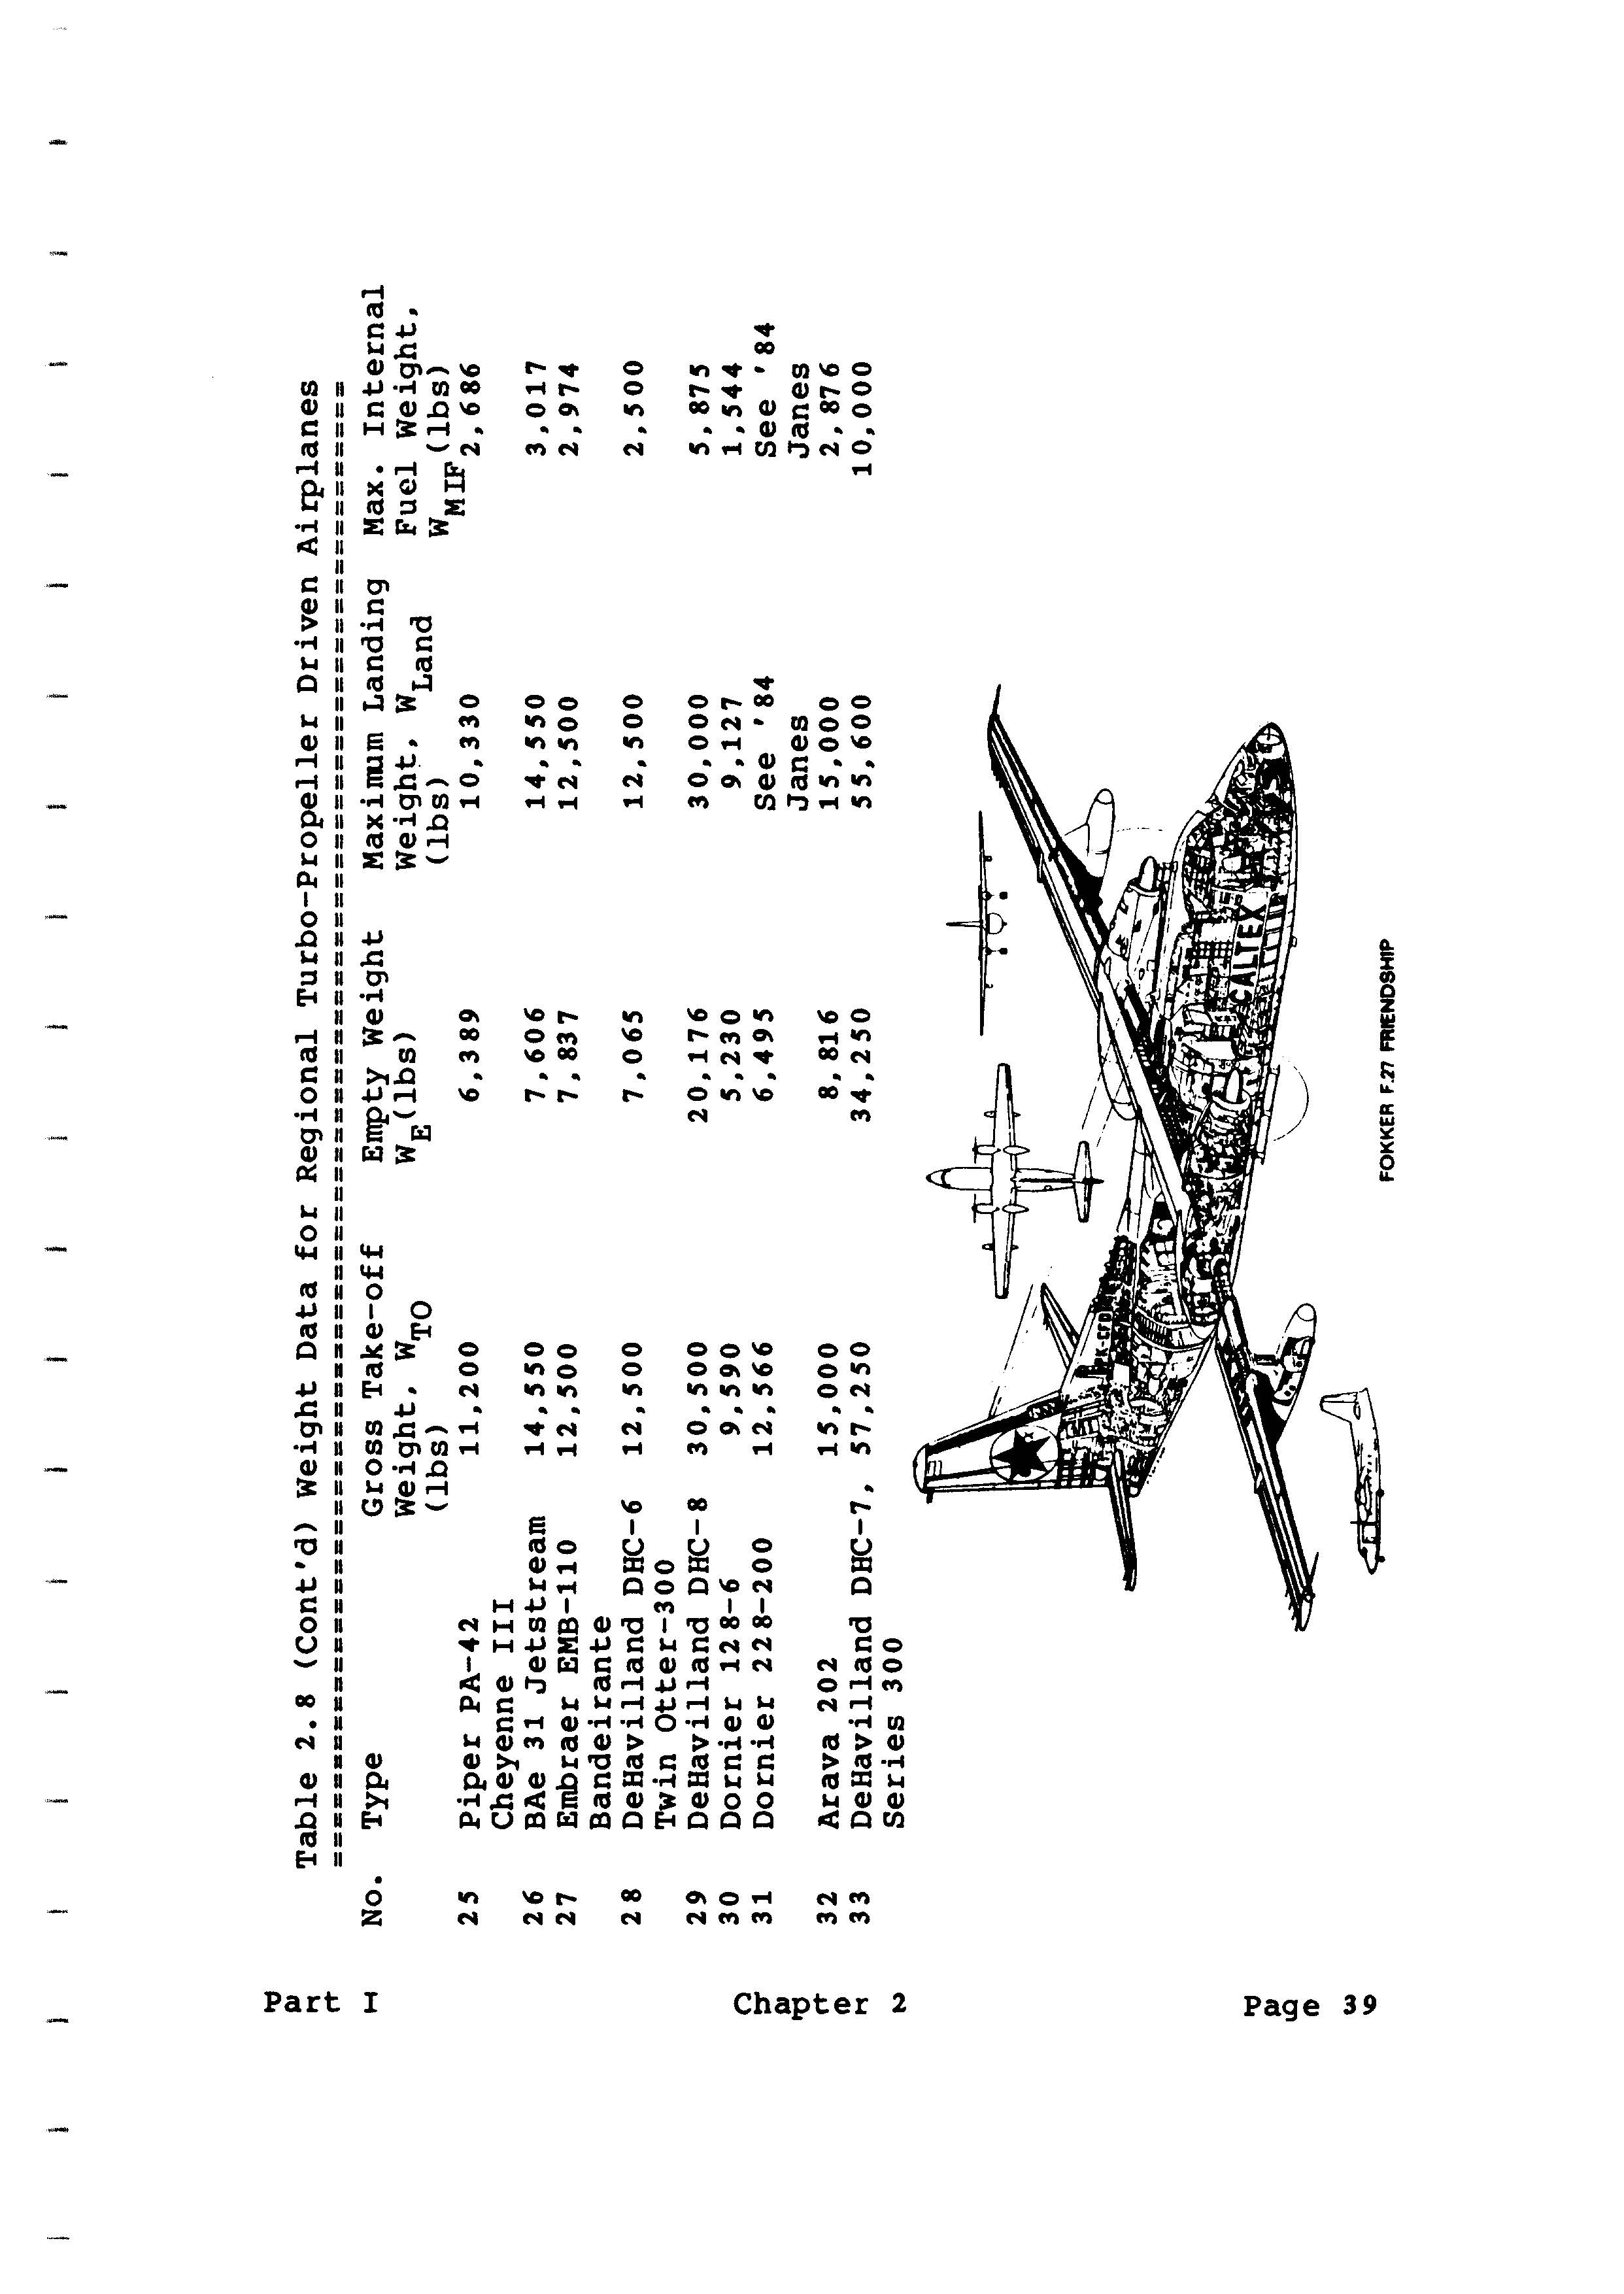 Part I
Chapter 2
Page 39
Table 2.8 (Cont'd) Weight Data for Regional Turbo-Propeller Driven Airplanes
==============================================================================
No. Type Gross Take-off Empty Weight Maximum Landing Max. Internal
Weight, WTO WE(lbs) Weight, WLand Fuel Weight,
(lbs) (lbs) WMIF(lbs)
25 Piper PA-42 11,200 6,389 10,330 2,686
Cheyenne III
26 BAe 31 Jetstream 14,550 7,606 14,550 3,017
27 Embraer EMB-110 12,500 7,837 12,500 2,974
Bandeirante
28 DeHavilland DHC-6 12,500 7,065 12,500 2,500
Twin Otter-300
29 DeHavilland DHC-8 30,500 20,176 30,000 5,875
30 Dornier 128-6 9,590 5,230 9,127 1,544
31 Dornier 228-200 12,566 6,495 See '84 See '84
Janes Janes
32 Arava 202 15,000 8,816 15,000 2,876
33 DeHavilland DHC-7, 57,250 34,250 55,600 10,000
Series 300
PK-CFD
CALTEX
FOKKER F.27 FRIENDSHIP